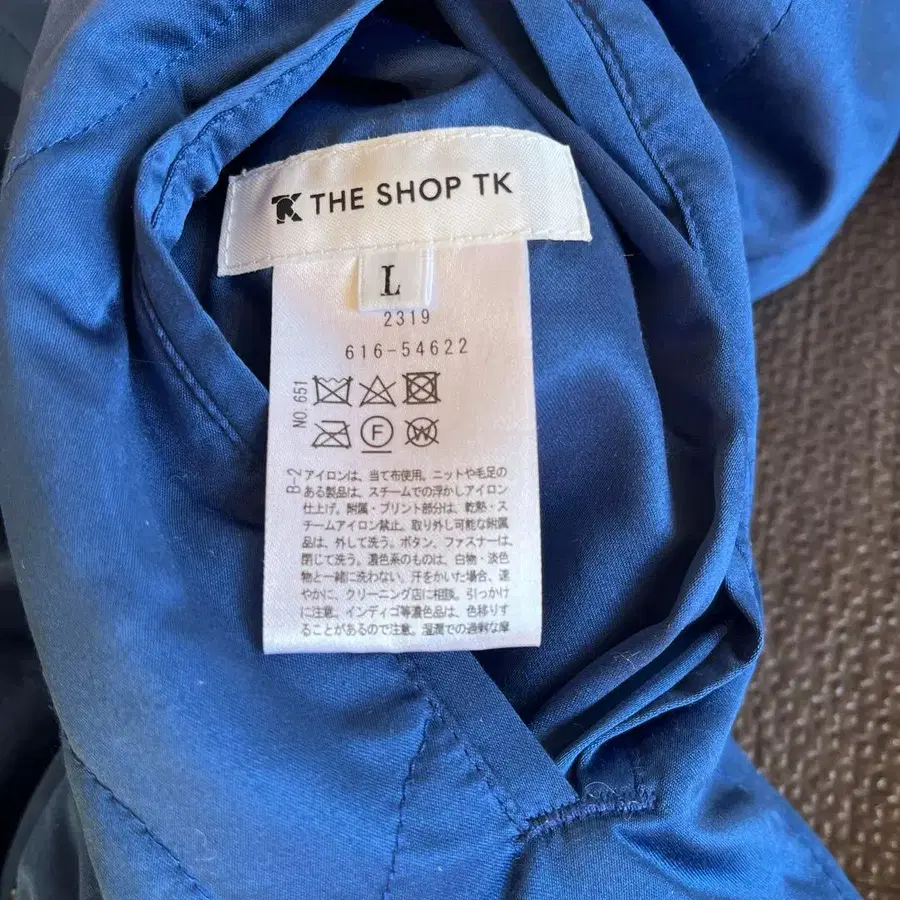 TK THE SHOP TK
L
2319
616-54622
NO. 651
F
W
B-2
アイロンは、当て布使用。ニットや毛足の
ある製品は、スチームでの浮かしアイロン
仕上げ。附属・プリント部分は、乾熱・ス
チームアイロン禁止。取り外し可能な附属
品は、外して洗う。ボタン、ファスナーは、
閉じて洗う。濃色系のものは、白物・淡色
物と一緒に洗わない。汗をかいた場合、速
やかに、クリーニング店に相談。引っかけ
に注意。インディゴ等濃色品は、色移りす
ることがあるので注意。湿潤での過剰な摩